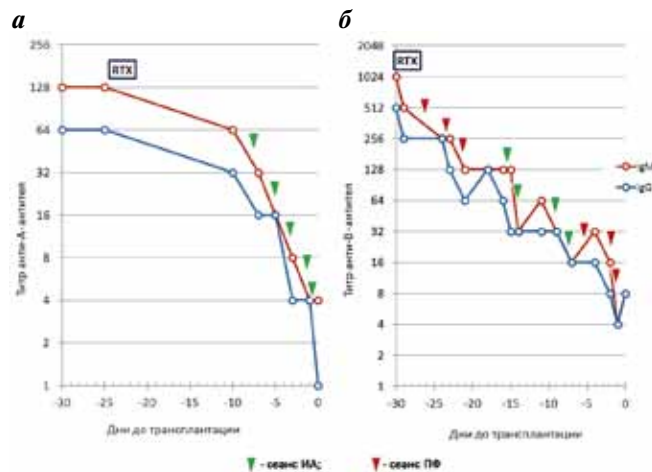 а
б
256
128
64
32
16
8
4
2
1
RTX
-30 -25 -20 -15 -10 -5 0
Титр анти-А- антител
Дни до трансплантации
2048
1024
512
256
128
64
32
16
8
4
2
1
RTX
-30 -25 -20 -15 -10 -5 0
Титр анти-В -антител
Дни до трансплантации
- сеанс ИА;
- сеанс ПФ